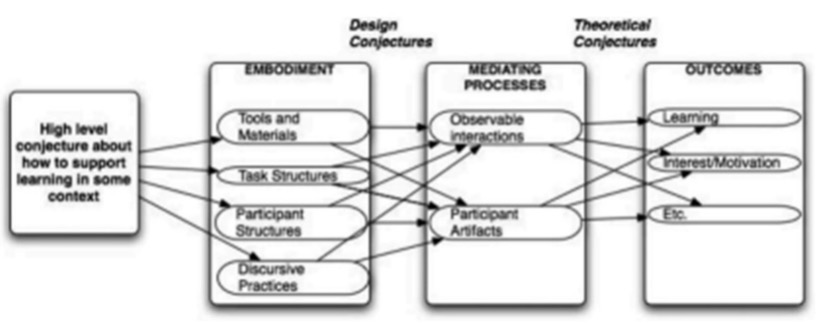 Design
Conjectures
Theoretical
Conjectures
High level
conjecture about
how to support
learning in some
context
EMBODIMENT
Tools and
Materials
Task Structures
Participant
Structures
Discursive
Practices
MEDIATING
PROCESSES
Observable
interactions
Participant
Artifacts
OUTCOMES
Learning
Interest/Motivation
Etc.